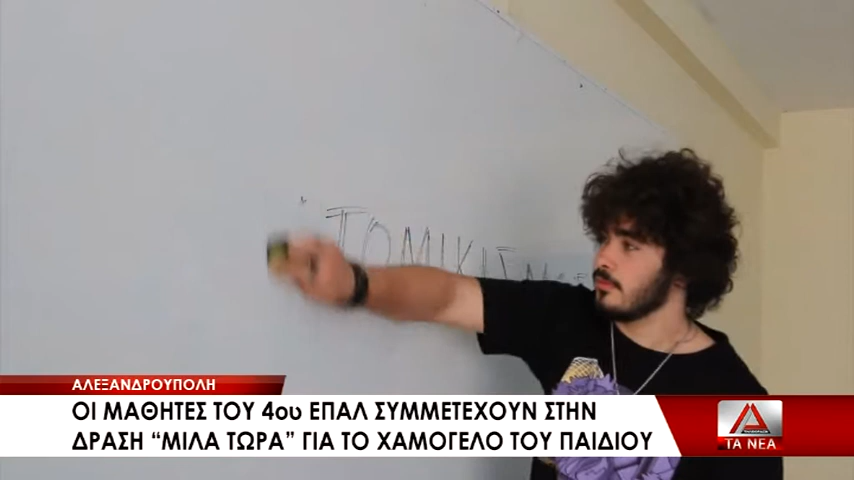 ΑΛΕΞΑΝΔΡΟΥΠΟΛΗ
ΟΙ ΜΑΘΗΤΕΣ ΤΟΥ 4ου ΕΠΑΛ ΣΥΜΜΕΤΕΧΟΥΝ ΣΤΗΝ
ΔΡΑΣΗ “ΜΙΛΑ ΤΩΡΑ” ΓΙΑ ΤΟ ΧΑΜΟΓΕΛΟ ΤΟΥ ΠΑΙΔΙΟΥ
ΤΑ ΝΕΑ